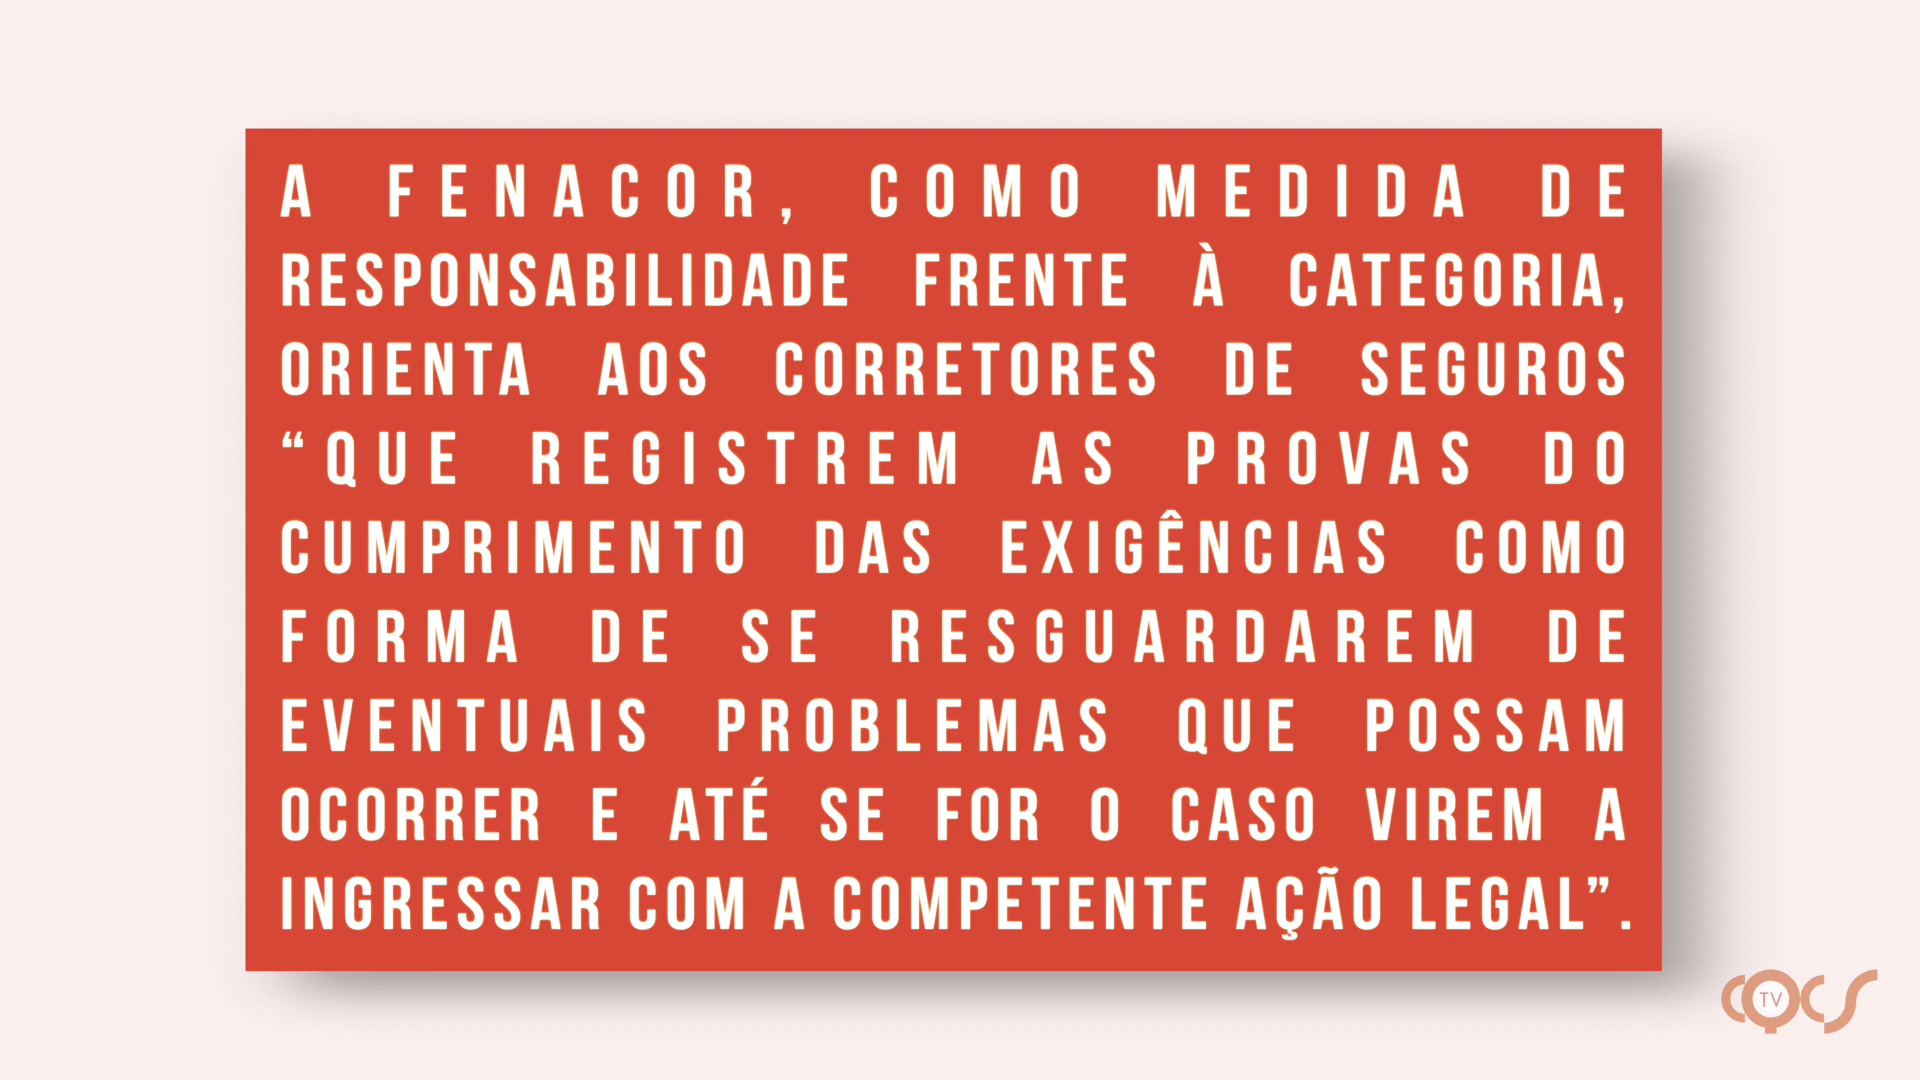 A FENACOR, COMO MEDIDA DE
RESPONSABILIDADE FRENTE À CATEGORIA,
ORIENTA AOS CORRETORES DE SEGUROS
“QUE REGISTREM AS PROVAS DO
CUMPRIMENTO DAS EXIGÊNCIAS COMO
FORMA DE SE RESGUARDAREM DE
EVENTUAIS PROBLEMAS QUE POSSAM
OCORRER E ATÉ SE FOR O CASO VIREM A
INGRESSAR COM A COMPETENTE AÇÃO LEGAL”.
CQCS
TV